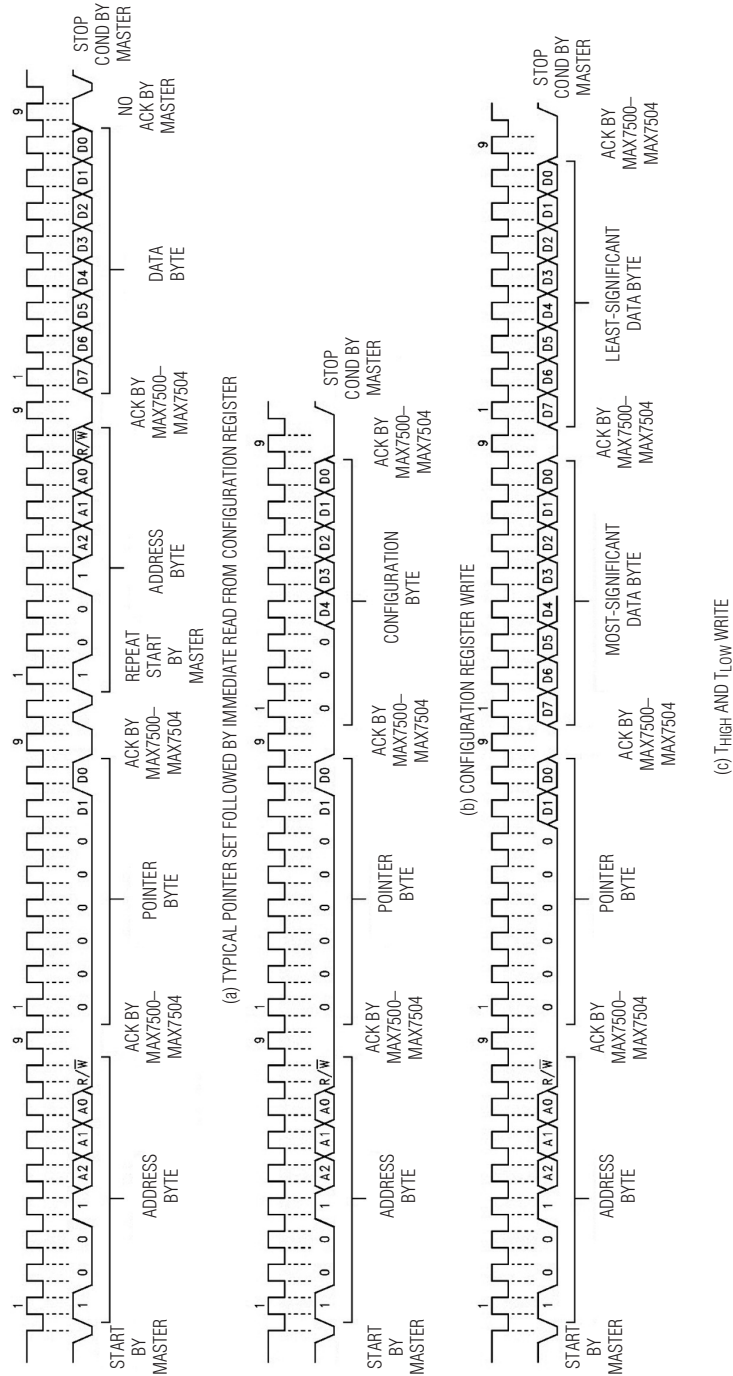 1 9 1 9 1 9 1 9
1 0 0 1 A2 A1 A0 R/W̅ 0 0 0 0 0 0 D1 D0 1 0 0 1 A2 A1 A0 R/W̅ D7 D6 D5 D4 D3 D2 D1 D0
START
BY
MASTER
ADDRESS
BYTE
ACK BY
MAX7500–
MAX7504
POINTER
BYTE
ACK BY
MAX7500–
MAX7504
REPEAT
START
BY
MASTER
ADDRESS
BYTE
ACK BY
MAX7500–
MAX7504
DATA
BYTE
NO
ACK BY
MASTER
STOP
COND BY
MASTER
(a) TYPICAL POINTER SET FOLLOWED BY IMMEDIATE READ FROM CONFIGURATION REGISTER
1 9 1 9 1 9
1 0 0 1 A2 A1 A0 R/W̅ 0 0 0 0 0 0 D1 D0 0 0 0 D4 D3 D2 D1 D0
START
BY
MASTER
ADDRESS
BYTE
ACK BY
MAX7500–
MAX7504
POINTER
BYTE
ACK BY
MAX7500–
MAX7504
CONFIGURATION
BYTE
ACK BY
MAX7500–
MAX7504
STOP
COND BY
MASTER
(b) CONFIGURATION REGISTER WRITE
1 9 1 9 1 9 1 9
1 0 0 1 A2 A1 A0 R/W̅ 0 0 0 0 0 0 D1 D0 D7 D6 D5 D4 D3 D2 D1 D0 D7 D6 D5 D4 D3 D2 D1 D0
START
BY
MASTER
ADDRESS
BYTE
ACK BY
MAX7500–
MAX7504
POINTER
BYTE
ACK BY
MAX7500–
MAX7504
MOST-SIGNIFICANT
DATA BYTE
ACK BY
MAX7500–
MAX7504
LEAST-SIGNIFICANT
DATA BYTE
ACK BY
MAX7500–
MAX7504
STOP
COND BY
MASTER
(c) THIGH AND TLOW WRITE